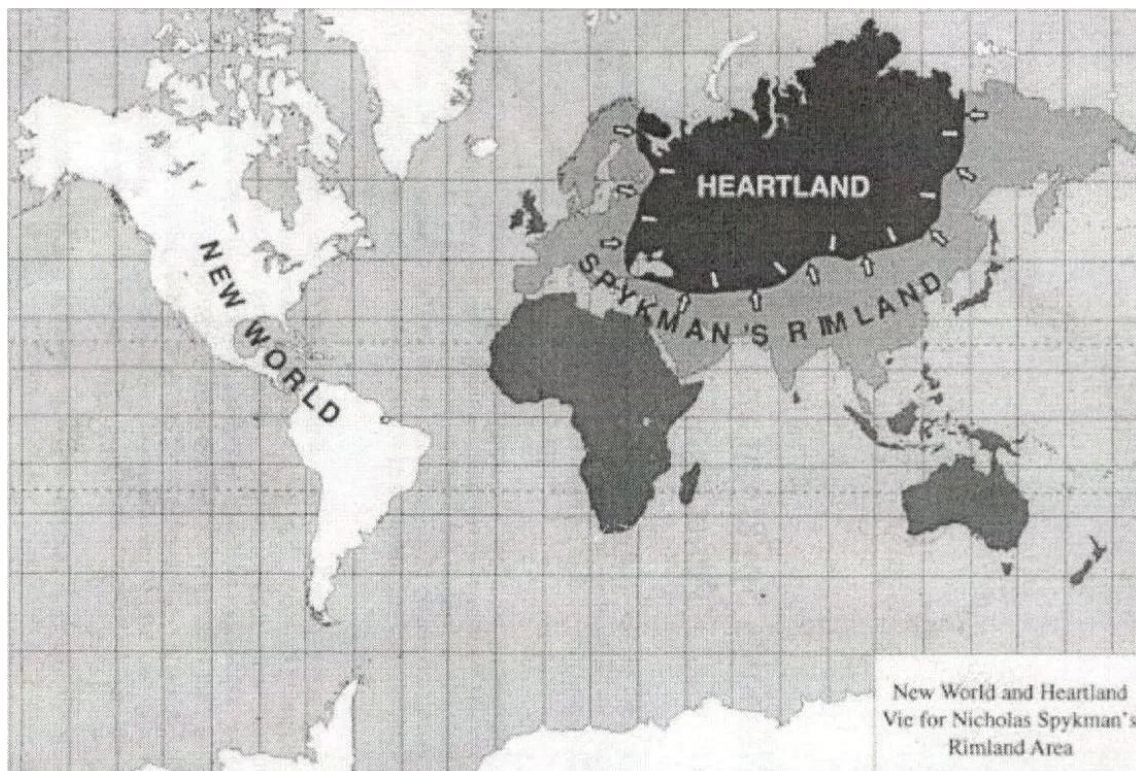 HEARTLAND
NEW WORLD
SPYKMAN'S RIMLAND
New World and Heartland
Vie for Nicholas Spykman's
Rimland Area